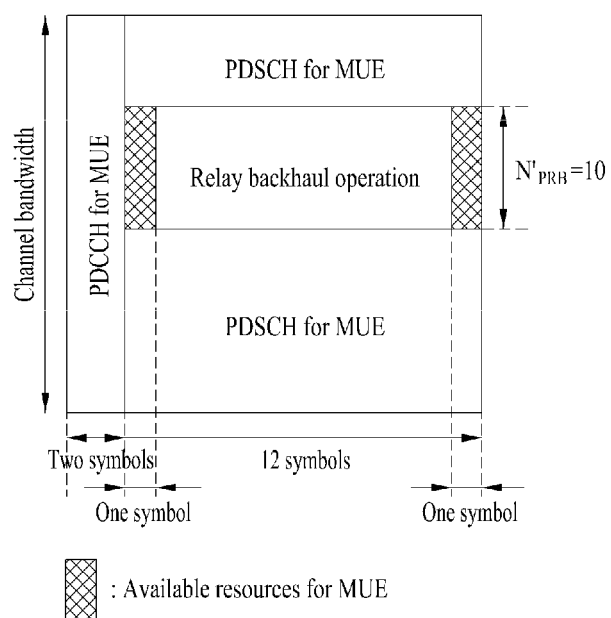 PDSCH for MUE
Channel bandwidth
PDCCH for MUE
Relay backhaul operation
N'PRB=10
PDSCH for MUE
Two symbols
12 symbols
One symbol
One symbol
: Available resources for MUE